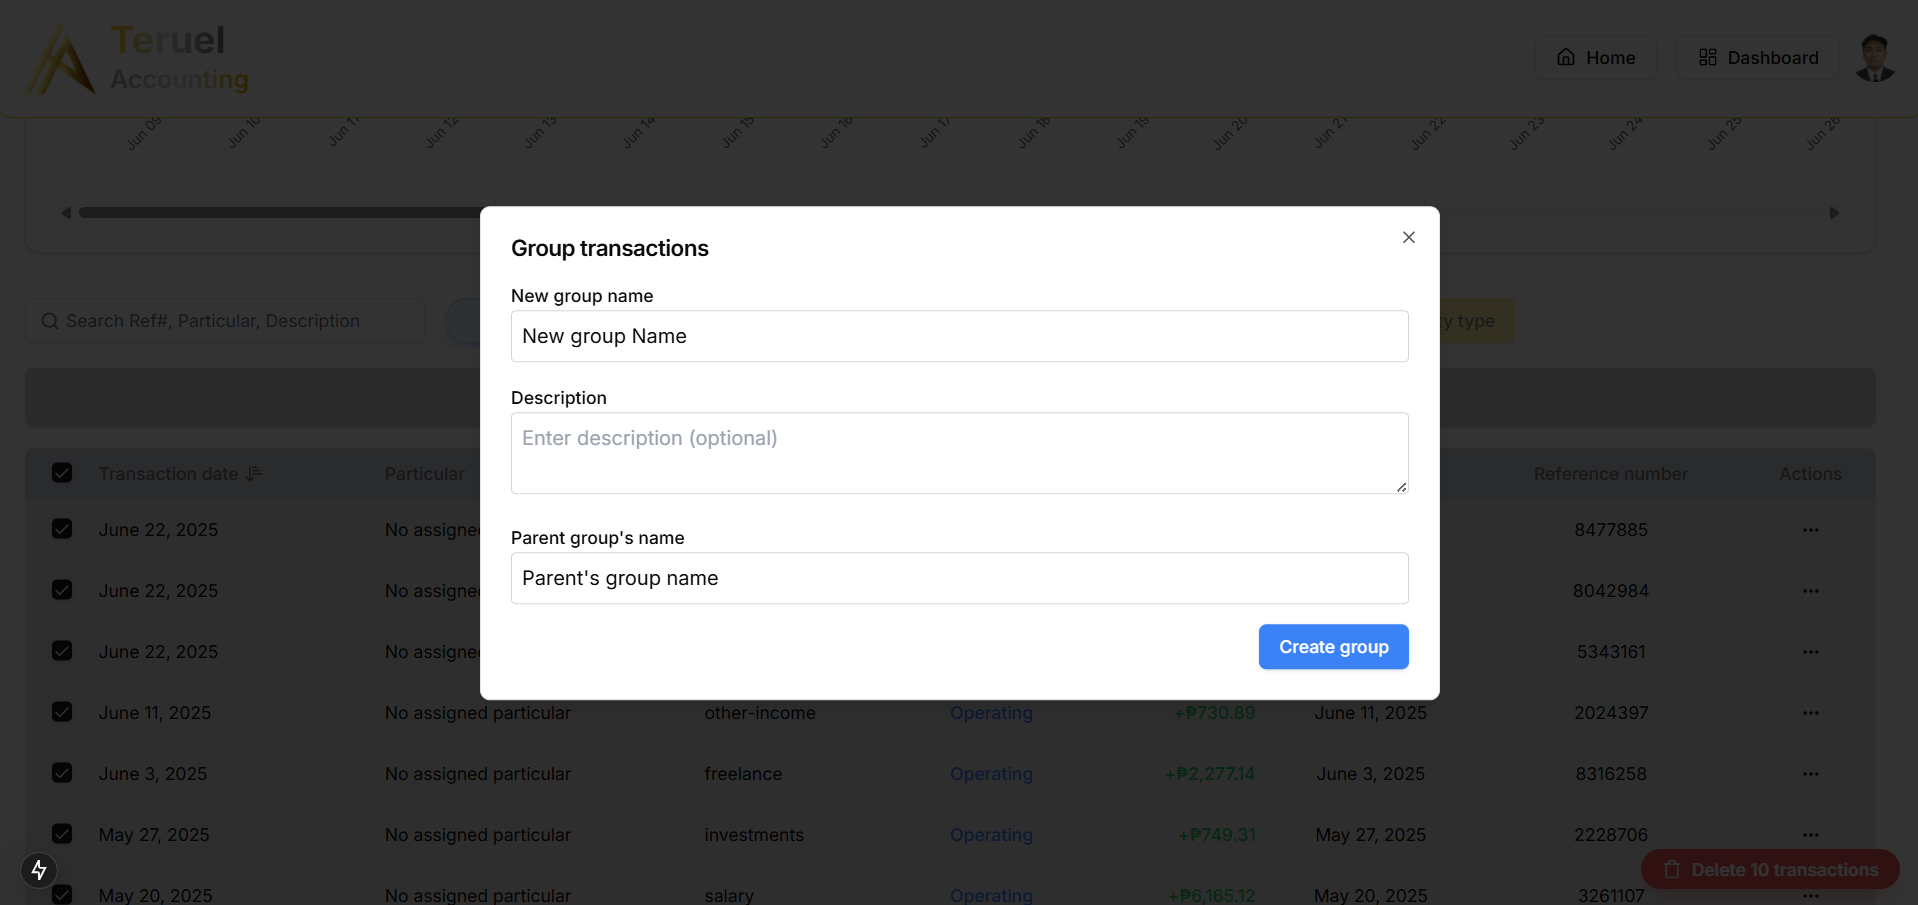 Teruel
Accounting
Home
Dashboard
Jun 09 Jun 10 Jun 11 Jun 12 Jun 13 Jun 14 Jun 15 Jun 16 Jun 17 Jun 18 Jun 19 Jun 20 Jun 21 Jun 22 Jun 23 Jun 24 Jun 25 Jun 26
Group transactions
New group name
New group Name
Description
Enter description (optional)
Parent group's name
Parent's group name
Create group
Search Ref#, Particular, Description
type
Transaction date Particular Reference number Actions
June 22, 2025 No 8477885
June 22, 2025 No 8042984
June 22, 2025 No 5343161
June 11, 2025 No assigned particular other-income Operating +₱730.89 June 11, 2025 2024397
June 3, 2025 No assigned particular freelance Operating +₱2,277.14 June 3, 2025 8316258
May 27, 2025 No assigned particular investments Operating +₱749.31 May 27, 2025 2228706
May 20, 2025 No assigned particular salary Operating +₱6,165.12 May 20, 2025 3261107
Delete 10 transactions